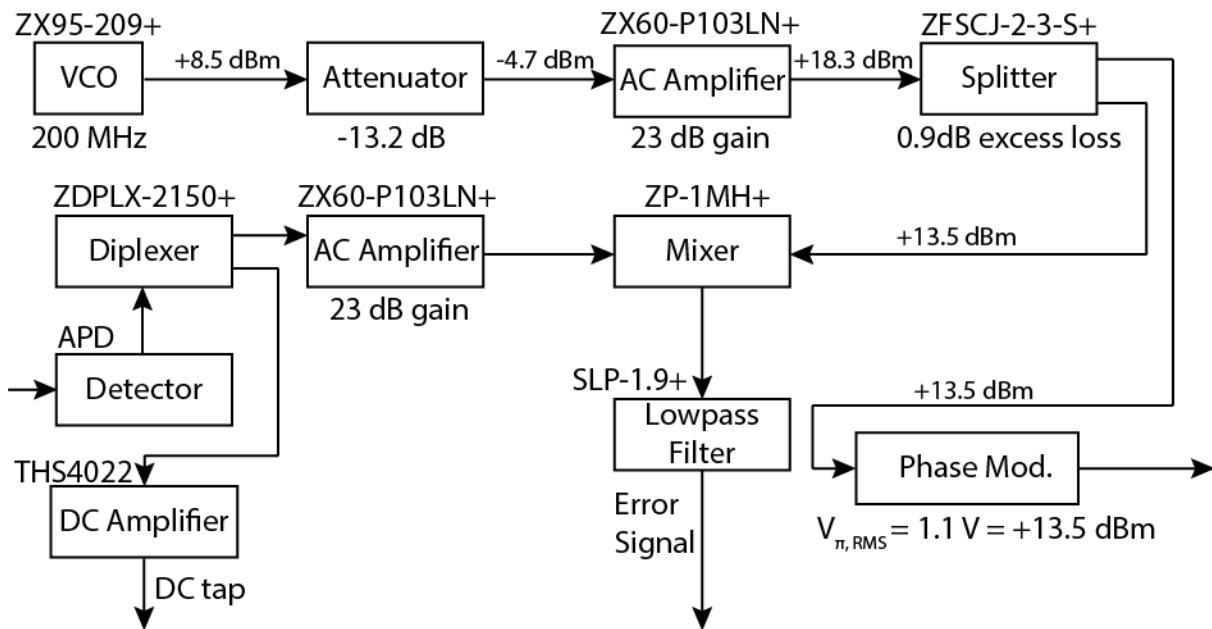 ZX95-209+
VCO
200 MHz
+8.5 dBm
Attenuator
-13.2 dB
-4.7 dBm
ZX60-P103LN+
AC Amplifier
23 dB gain
+18.3 dBm
ZFSCJ-2-3-S+
Splitter
0.9dB excess loss
ZDPLX-2150+
Diplexer
ZX60-P103LN+
AC Amplifier
23 dB gain
ZP-1MH+
Mixer
+13.5 dBm
APD
Detector
SLP-1.9+
Lowpass
Filter
+13.5 dBm
Phase Mod.
Vπ,RMS = 1.1 V = +13.5 dBm
THS4022
DC Amplifier
DC tap
Error
Signal